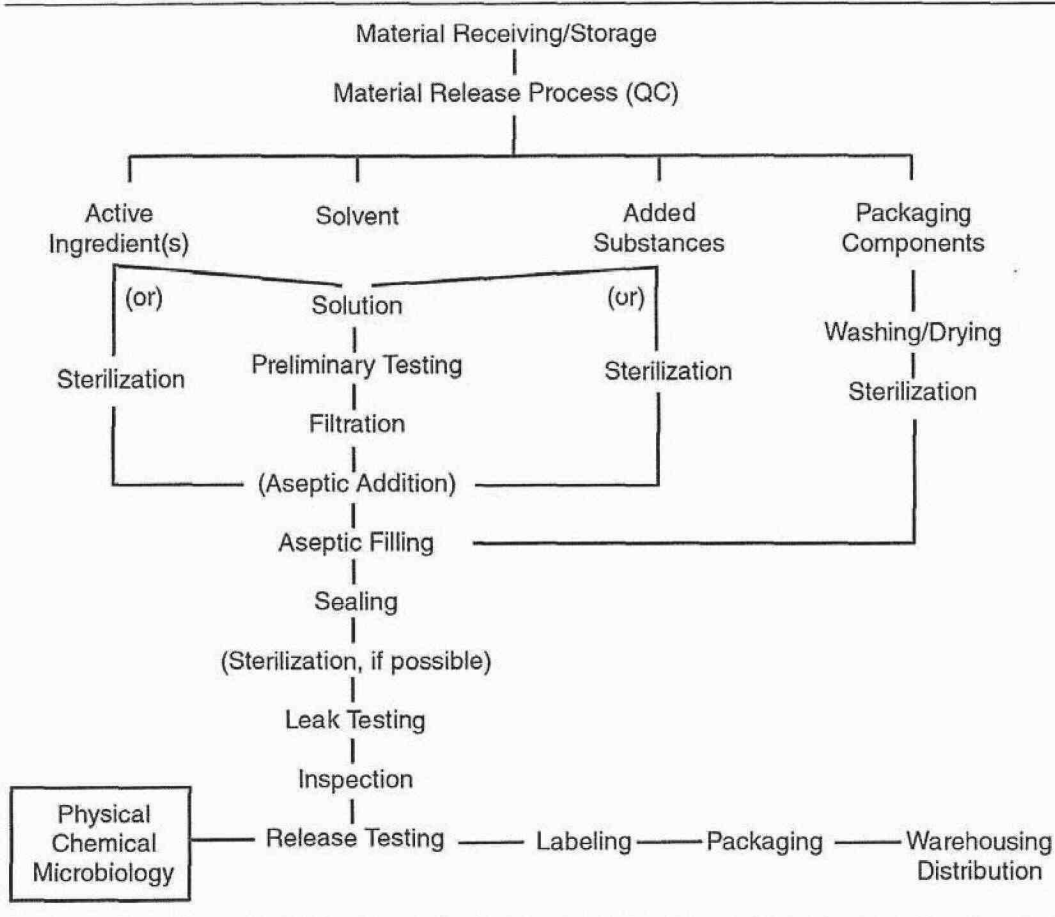 Material Receiving/Storage
Material Release Process (QC)
Active
Ingredient(s)
Solvent
Added
Substances
Packaging
Components
(or)
(or)
Solution
Washing/Drying
Preliminary Testing
Sterilization
Sterilization
Sterilization
Filtration
(Aseptic Addition)
Aseptic Filling
Sealing
(Sterilization, if possible)
Leak Testing
Inspection
Physical
Chemical
Microbiology
Release Testing
Labeling
Packaging
Warehousing
Distribution